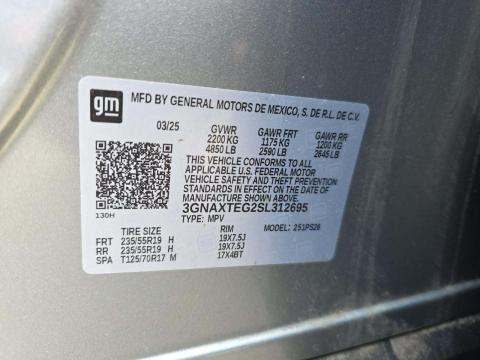 gm
MFD BY GENERAL MOTORS DE MEXICO, S. DE R.L. DE C.V.
03/25 GVWR GAWR FRT GAWR RR
2200 KG 1175 KG 1200 KG
4850 LB 2590 LB 2645 LB
THIS VEHICLE CONFORMS TO ALL
APPLICABLE U.S. FEDERAL MOTOR
VEHICLE SAFETY, BUMPER, AND THEFT
PREVENTION STANDARDS IN EFFECT
ON THE DATE OF
MANUFACTURE SHOWN ABOVE.
3GNAXTEG2SL312695
130H TYPE: MPV MODEL: 251PS26
TIRE SIZE RIM
FRT 235/55R19 H 19X7.5J
RR 235/55R19 H 19X7.5J
SPA T125/70R17 M 17X4BT